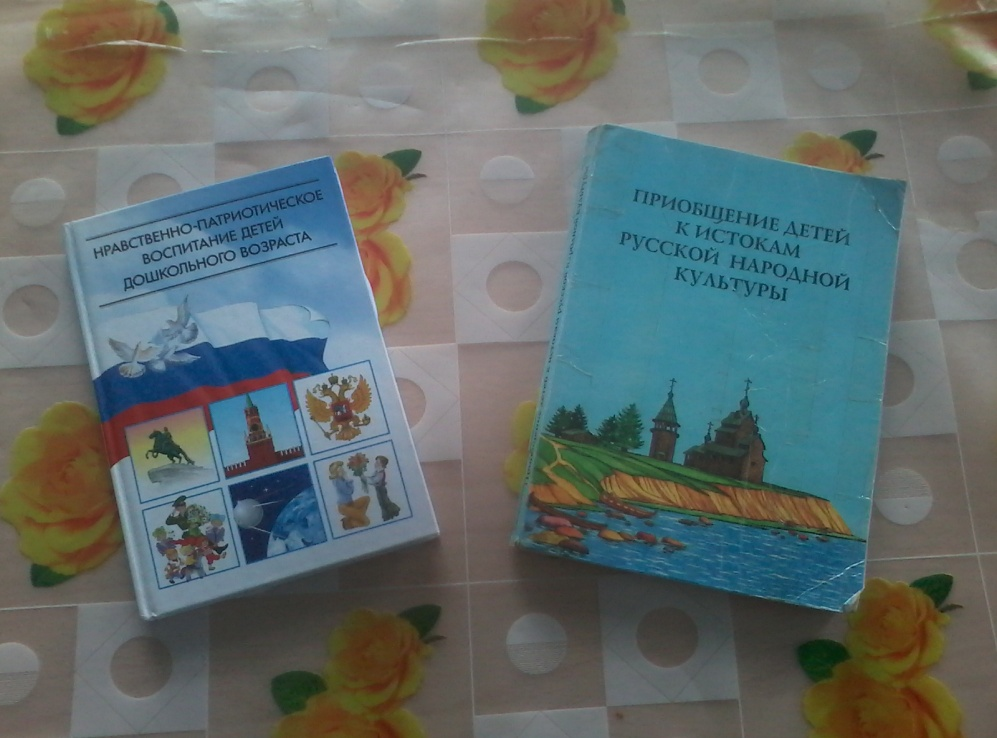 НРАВСТВЕННО-ПАТРИОТИЧЕСКОЕ
ВОСПИТАНИЕ ДЕТЕЙ
ДОШКОЛЬНОГО ВОЗРАСТА
ПРИОБЩЕНИЕ ДЕТЕЙ
К ИСТОКАМ
РУССКОЙ НАРОДНОЙ
КУЛЬТУРЫ